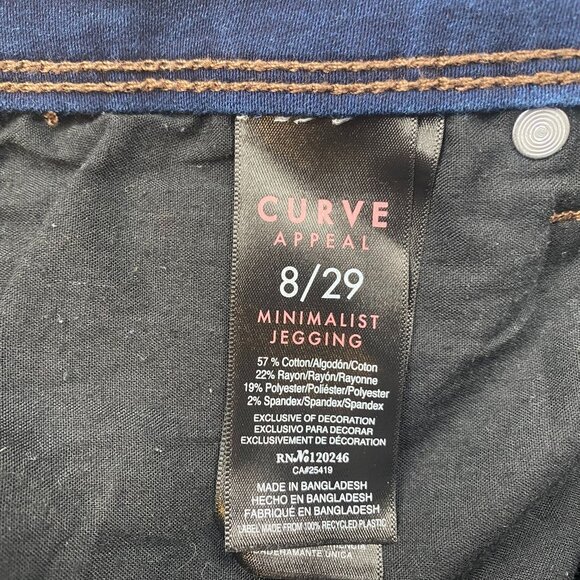 CURVE
APPEAL
8/29
MINIMALIST
JEGGING
57 % Cotton/Algodón/Coton
22% Rayon/Rayón/Rayonne
19% Polyester/Poliéster/Polyester
2% Spandex/Spandex/Spandex
EXCLUSIVE OF DECORATION
EXCLUSIVO PARA DECORAR
EXCLUSIVEMENT DE DÉCORATION
RN№120246
CA#25419
MADE IN BANGLADESH
HECHO EN BANGLADESH
FABRIQUÉ EN BANGLADESH
LABEL MADE FROM 100% RECYCLED PLASTIC
UNICA